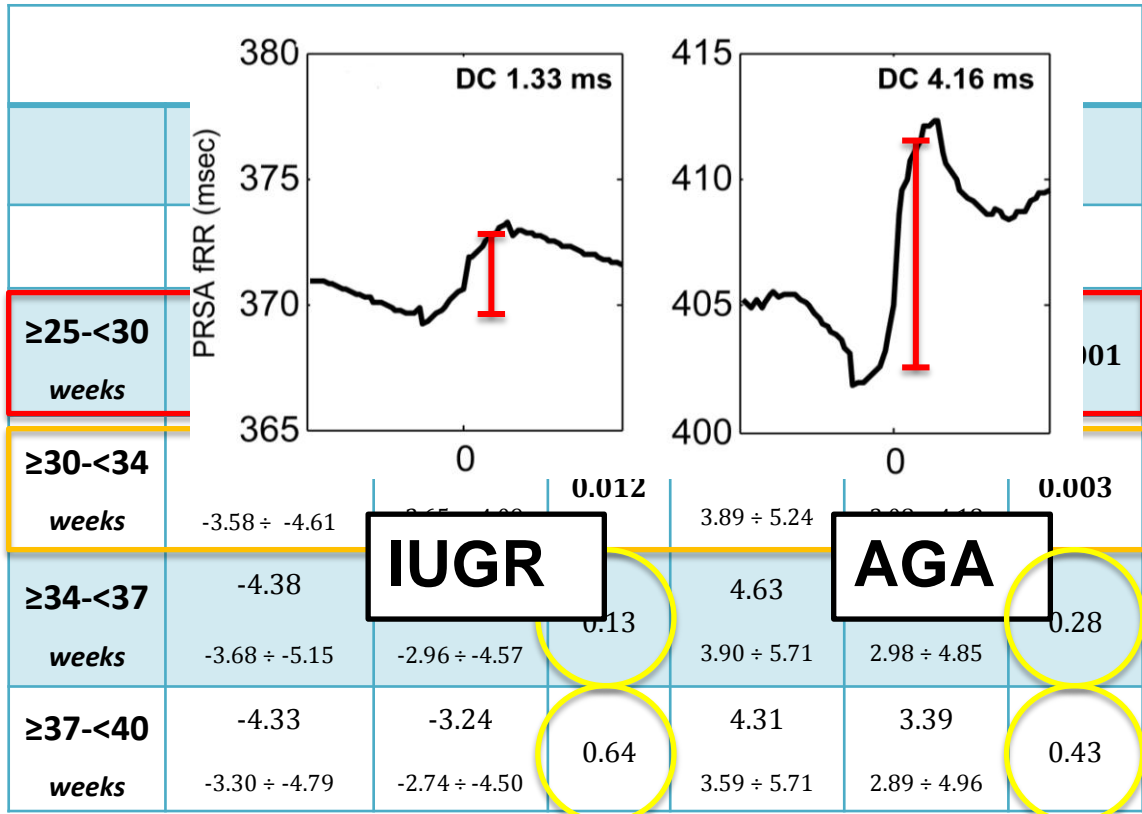 380
375
370
365
PRSA fRR (msec)
DC 1.33 ms
0
415
410
405
400
DC 4.16 ms
0
≥25-<30
weeks
001
≥30-<34
weeks
-3.58 ÷ -4.61
0.012
3.89 ÷ 5.24
0.003
IUGR
AGA
≥34-<37
weeks
-4.38
-3.68 ÷ -5.15
-2.96 ÷ -4.57
0.13
4.63
3.90 ÷ 5.71
2.98 ÷ 4.85
0.28
≥37-<40
weeks
-4.33
-3.30 ÷ -4.79
-3.24
-2.74 ÷ -4.50
0.64
4.31
3.59 ÷ 5.71
3.39
2.89 ÷ 4.96
0.43